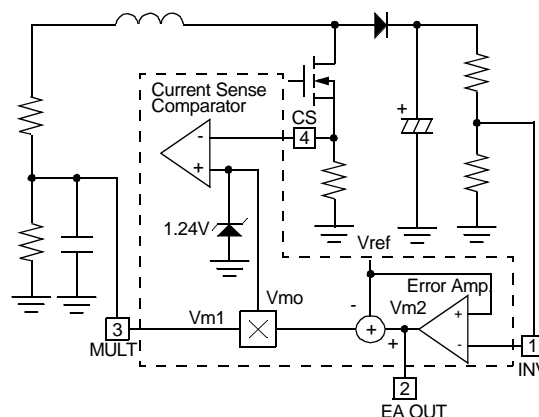 Current Sense
Comparator
CS
-
4
+
+
1.24V
Vref
Vmo
Error Amp.
-
Vm2
+
Vm1
3
+
+
-
1
MULT
2
INV
EA OUT